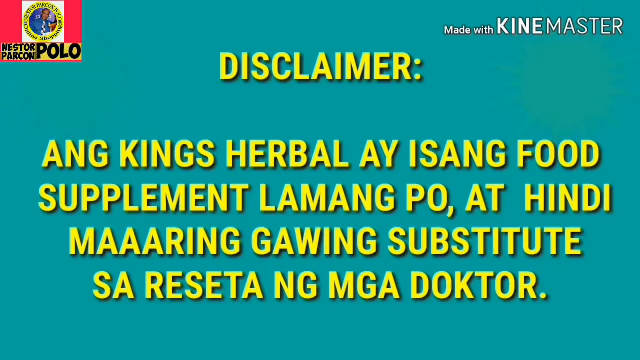 NESTOR
PARCON POLO
Made with KINEMASTER
DISCLAIMER:
ANG KINGS HERBAL AY ISANG FOOD
SUPPLEMENT LAMANG PO, AT HINDI
MAAARING GAWING SUBSTITUTE
SA RESETA NG MGA DOKTOR.